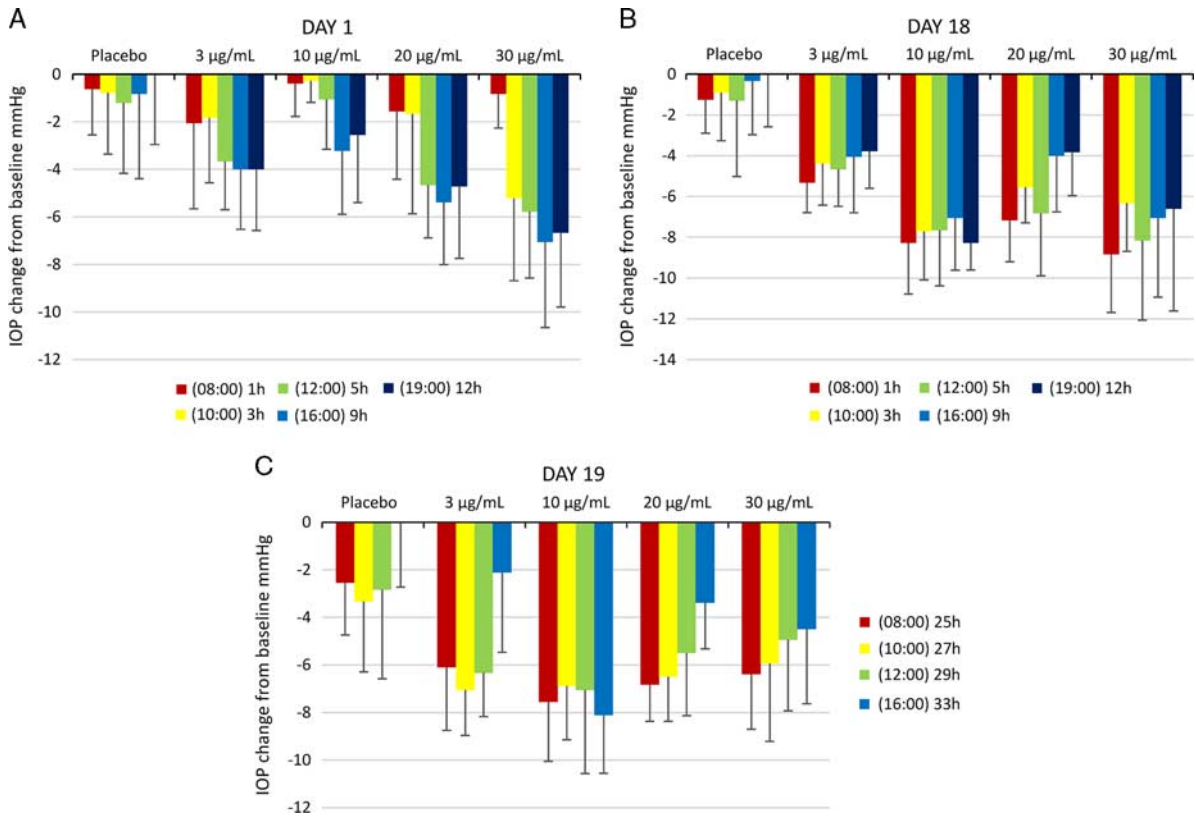 A
DAY 1
Placebo 3 µg/mL 10 µg/mL 20 µg/mL 30 µg/mL
IOP change from baseline mmHg
0
-2
-4
-6
-8
-10
-12
(08:00) 1h (12:00) 5h (19:00) 12h
(10:00) 3h (16:00) 9h
B
DAY 18
Placebo 3 µg/mL 10 µg/mL 20 µg/mL 30 µg/mL
IOP change from baseline mmHg
0
-2
-4
-6
-8
-10
-12
-14
(08:00) 1h (12:00) 5h (19:00) 12h
(10:00) 3h (16:00) 9h
C
DAY 19
Placebo 3 µg/mL 10 µg/mL 20 µg/mL 30 µg/mL
IOP change from baseline mmHg
0
-2
-4
-6
-8
-10
-12
(08:00) 25h
(10:00) 27h
(12:00) 29h
(16:00) 33h